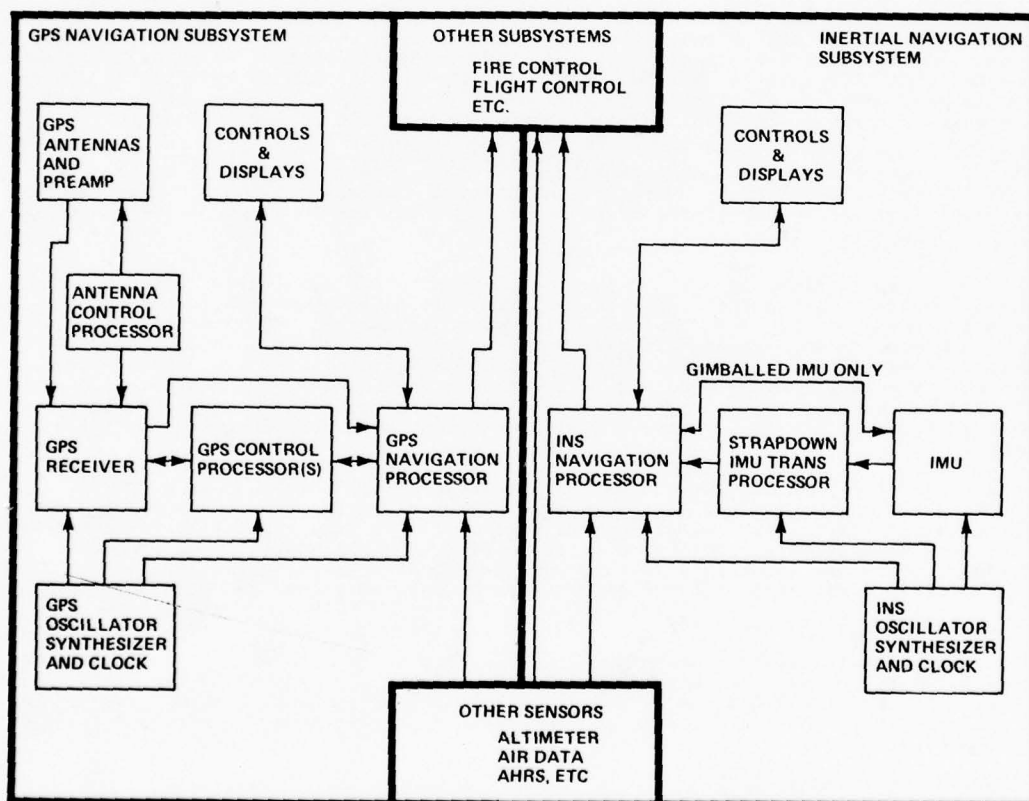 GPS NAVIGATION SUBSYSTEM
OTHER SUBSYSTEMS
FIRE CONTROL
FLIGHT CONTROL
ETC.
INERTIAL NAVIGATION
SUBSYSTEM
GPS
ANTENNAS
AND
PREAMP
CONTROLS
&
DISPLAYS
CONTROLS
&
DISPLAYS
ANTENNA
CONTROL
PROCESSOR
GIMBALLED IMU ONLY
GPS
RECEIVER
GPS CONTROL
PROCESSOR(S)
GPS
NAVIGATION
PROCESSOR
INS
NAVIGATION
PROCESSOR
STRAPDOWN
IMU TRANS
PROCESSOR
IMU
GPS
OSCILLATOR
SYNTHESIZER
AND CLOCK
INS
OSCILLATOR
SYNTHESIZER
AND CLOCK
OTHER SENSORS
ALTIMETER
AIR DATA
AHRS, ETC